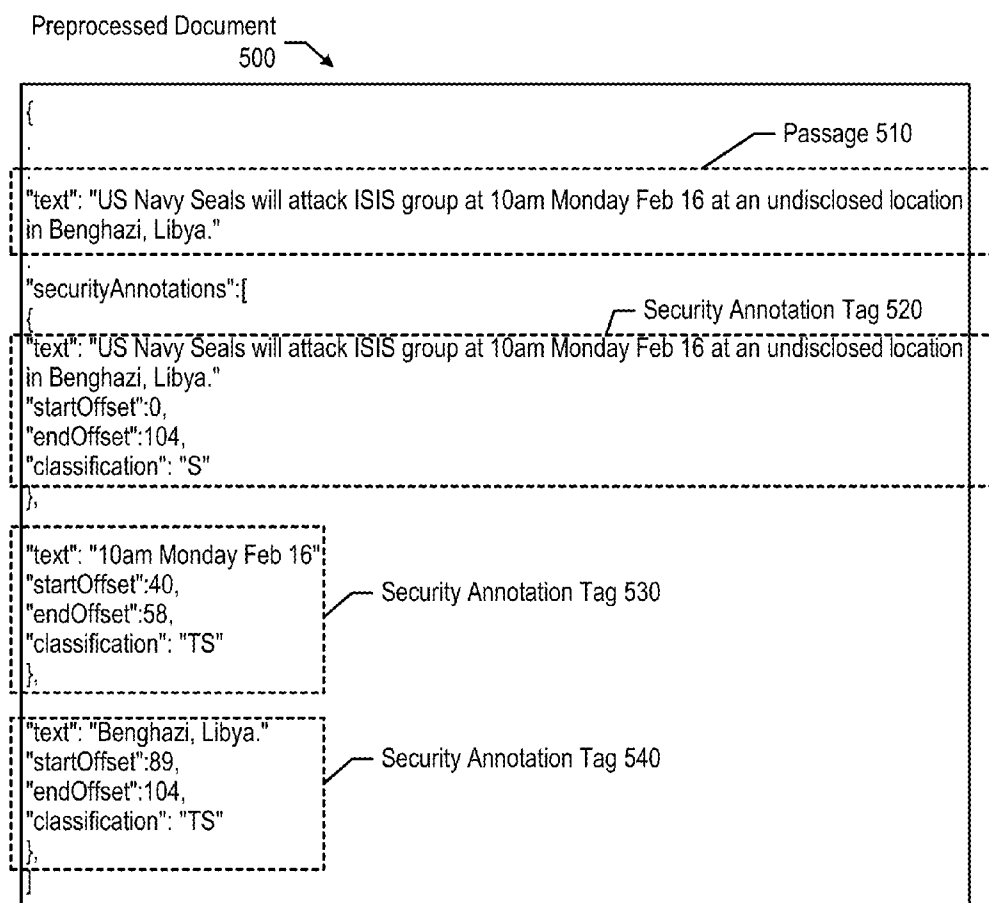 Preprocessed Document
500
{
.
.
Passage 510
"text": "US Navy Seals will attack ISIS group at 10am Monday Feb 16 at an undisclosed location
in Benghazi, Libya."
.
"securityAnnotations":[
{
Security Annotation Tag 520
"text": "US Navy Seals will attack ISIS group at 10am Monday Feb 16 at an undisclosed location
in Benghazi, Libya."
"startOffset":0,
"endOffset":104,
"classification": "S"
},
"text": "10am Monday Feb 16"
"startOffset":40,
"endOffset":58,
"classification": "TS"
},
Security Annotation Tag 530
"text": "Benghazi, Libya."
"startOffset":89,
"endOffset":104,
"classification": "TS"
},
Security Annotation Tag 540
]